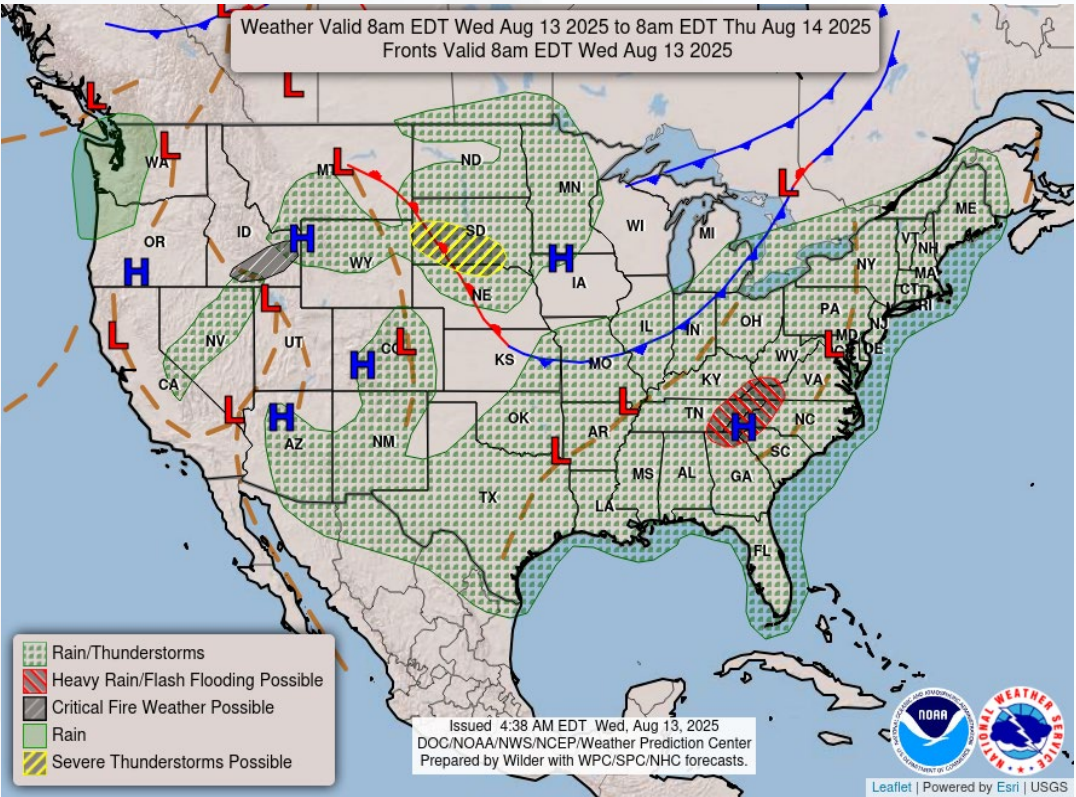 Weather Valid 8am EDT Wed Aug 13 2025 to 8am EDT Thu Aug 14 2025
Fronts Valid 8am EDT Wed Aug 13 2025
L
L
L
L
WA
MT
L
ND
MN
L
ME
OR
ID
H
WY
SD
H
WI
MI
VT
NH
NY
MA
CT
RI
H
L
NE
IA
PA
NJ
L
NV
UT
H
CO
L
KS
MO
IL
IN
OH
WV
MD
L
DE
VA
CA
L
H
AZ
NM
OK
L
AR
KY
TN
H
NC
SC
L
TX
LA
MS
AL
GA
FL
Rain/Thunderstorms
Heavy Rain/Flash Flooding Possible
Critical Fire Weather Possible
Rain
Severe Thunderstorms Possible
Issued 4:38 AM EDT Wed, Aug 13, 2025
DOC/NOAA/NWS/NCEP/Weather Prediction Center
Prepared by Wilder with WPC/SPC/NHC forecasts.
NOAA
NATIONAL WEATHER SERVICE
Leaflet | Powered by Esri | USGS